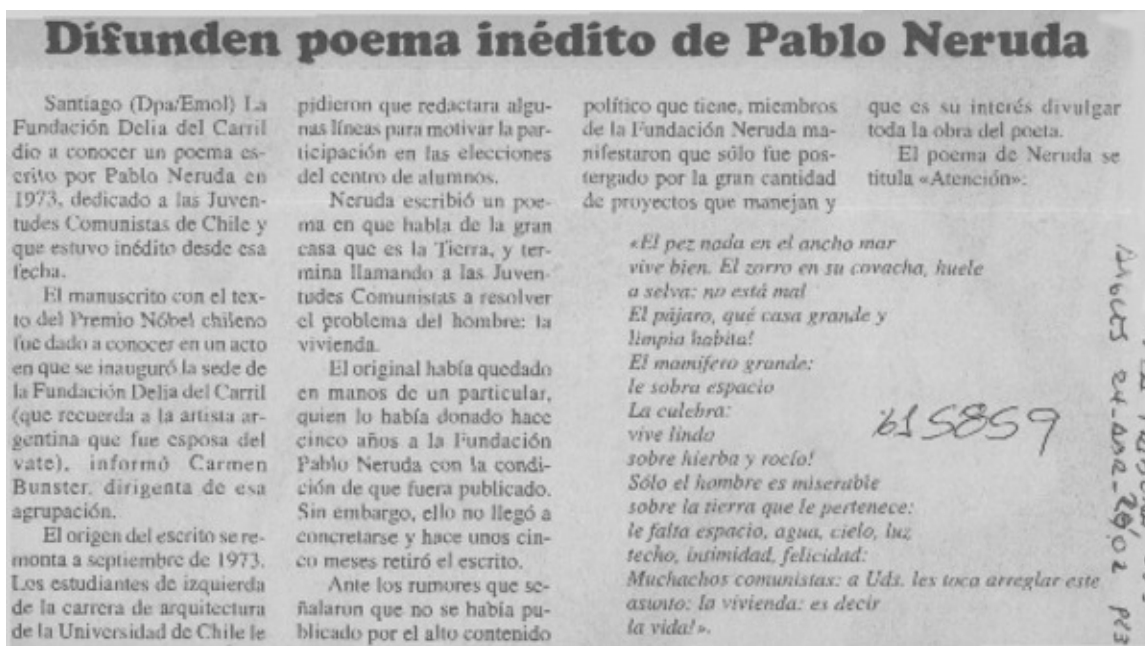 Difunden poema inédito de Pablo Neruda
Santiago (Dpa/Emol) La
Fundación Delia del Carril
dio a conocer un poema es-
crito por Pablo Neruda en
1973, dedicado a las Juven-
tudes Comunistas de Chile y
que estuvo inédito desde esa
fecha.
El manuscrito con el tex-
to del Premio Nóbel chileno
fue dado a conocer en un acto
en que se inauguró la sede de
la Fundación Delia del Carril
(que recuerda a la artista ar-
gentina que fue esposa del
vate), informó Carmen
Bunster, dirigenta de esa
agrupación.
El origen del escrito se re-
monta a septiembre de 1973.
Los estudiantes de izquierda
de la carrera de arquitectura
de la Universidad de Chile le
pidieron que redactara algu-
nas líneas para motivar la par-
ticipación en las elecciones
del centro de alumnos.
Neruda escribió un poe-
ma en que habla de la gran
casa que es la Tierra, y ter-
mina llamando a las Juven-
tudes Comunistas a resolver
el problema del hombre: la
vivienda.
El original había quedado
en manos de un particular,
quien lo había donado hace
cinco años a la Fundación
Pablo Neruda con la condi-
ción de que fuera publicado.
Sin embargo, ello no llegó a
concretarse y hace unos cin-
co meses retiró el escrito.
Ante los rumores que se-
ñalaron que no se había pu-
blicado por el alto contenido
político que tiene, miembros
de la Fundación Neruda ma-
nifestaron que sólo fue pos-
tergado por la gran cantidad
de proyectos que manejan y
que es su interés divulgar
toda la obra del poeta.
El poema de Neruda se
titula «Atención»:
«El pez nada en el ancho mar
vive bien. El zorro en su covacha, huele
a selva: no está mal
El pájaro, qué casa grande y
limpia habita!
El mamífero grande:
le sobra espacio
La culebra:
vive lindo
sobre hierba y rocío!
Sólo el hombre es miserable
sobre la tierra que le pertenece:
le falta espacio, agua, cielo, luz
techo, intimidad, felicidad:
Muchachos comunistas: a Uds. les toca arreglar este
asunto: la vivienda: es decir
la vida!».
615859